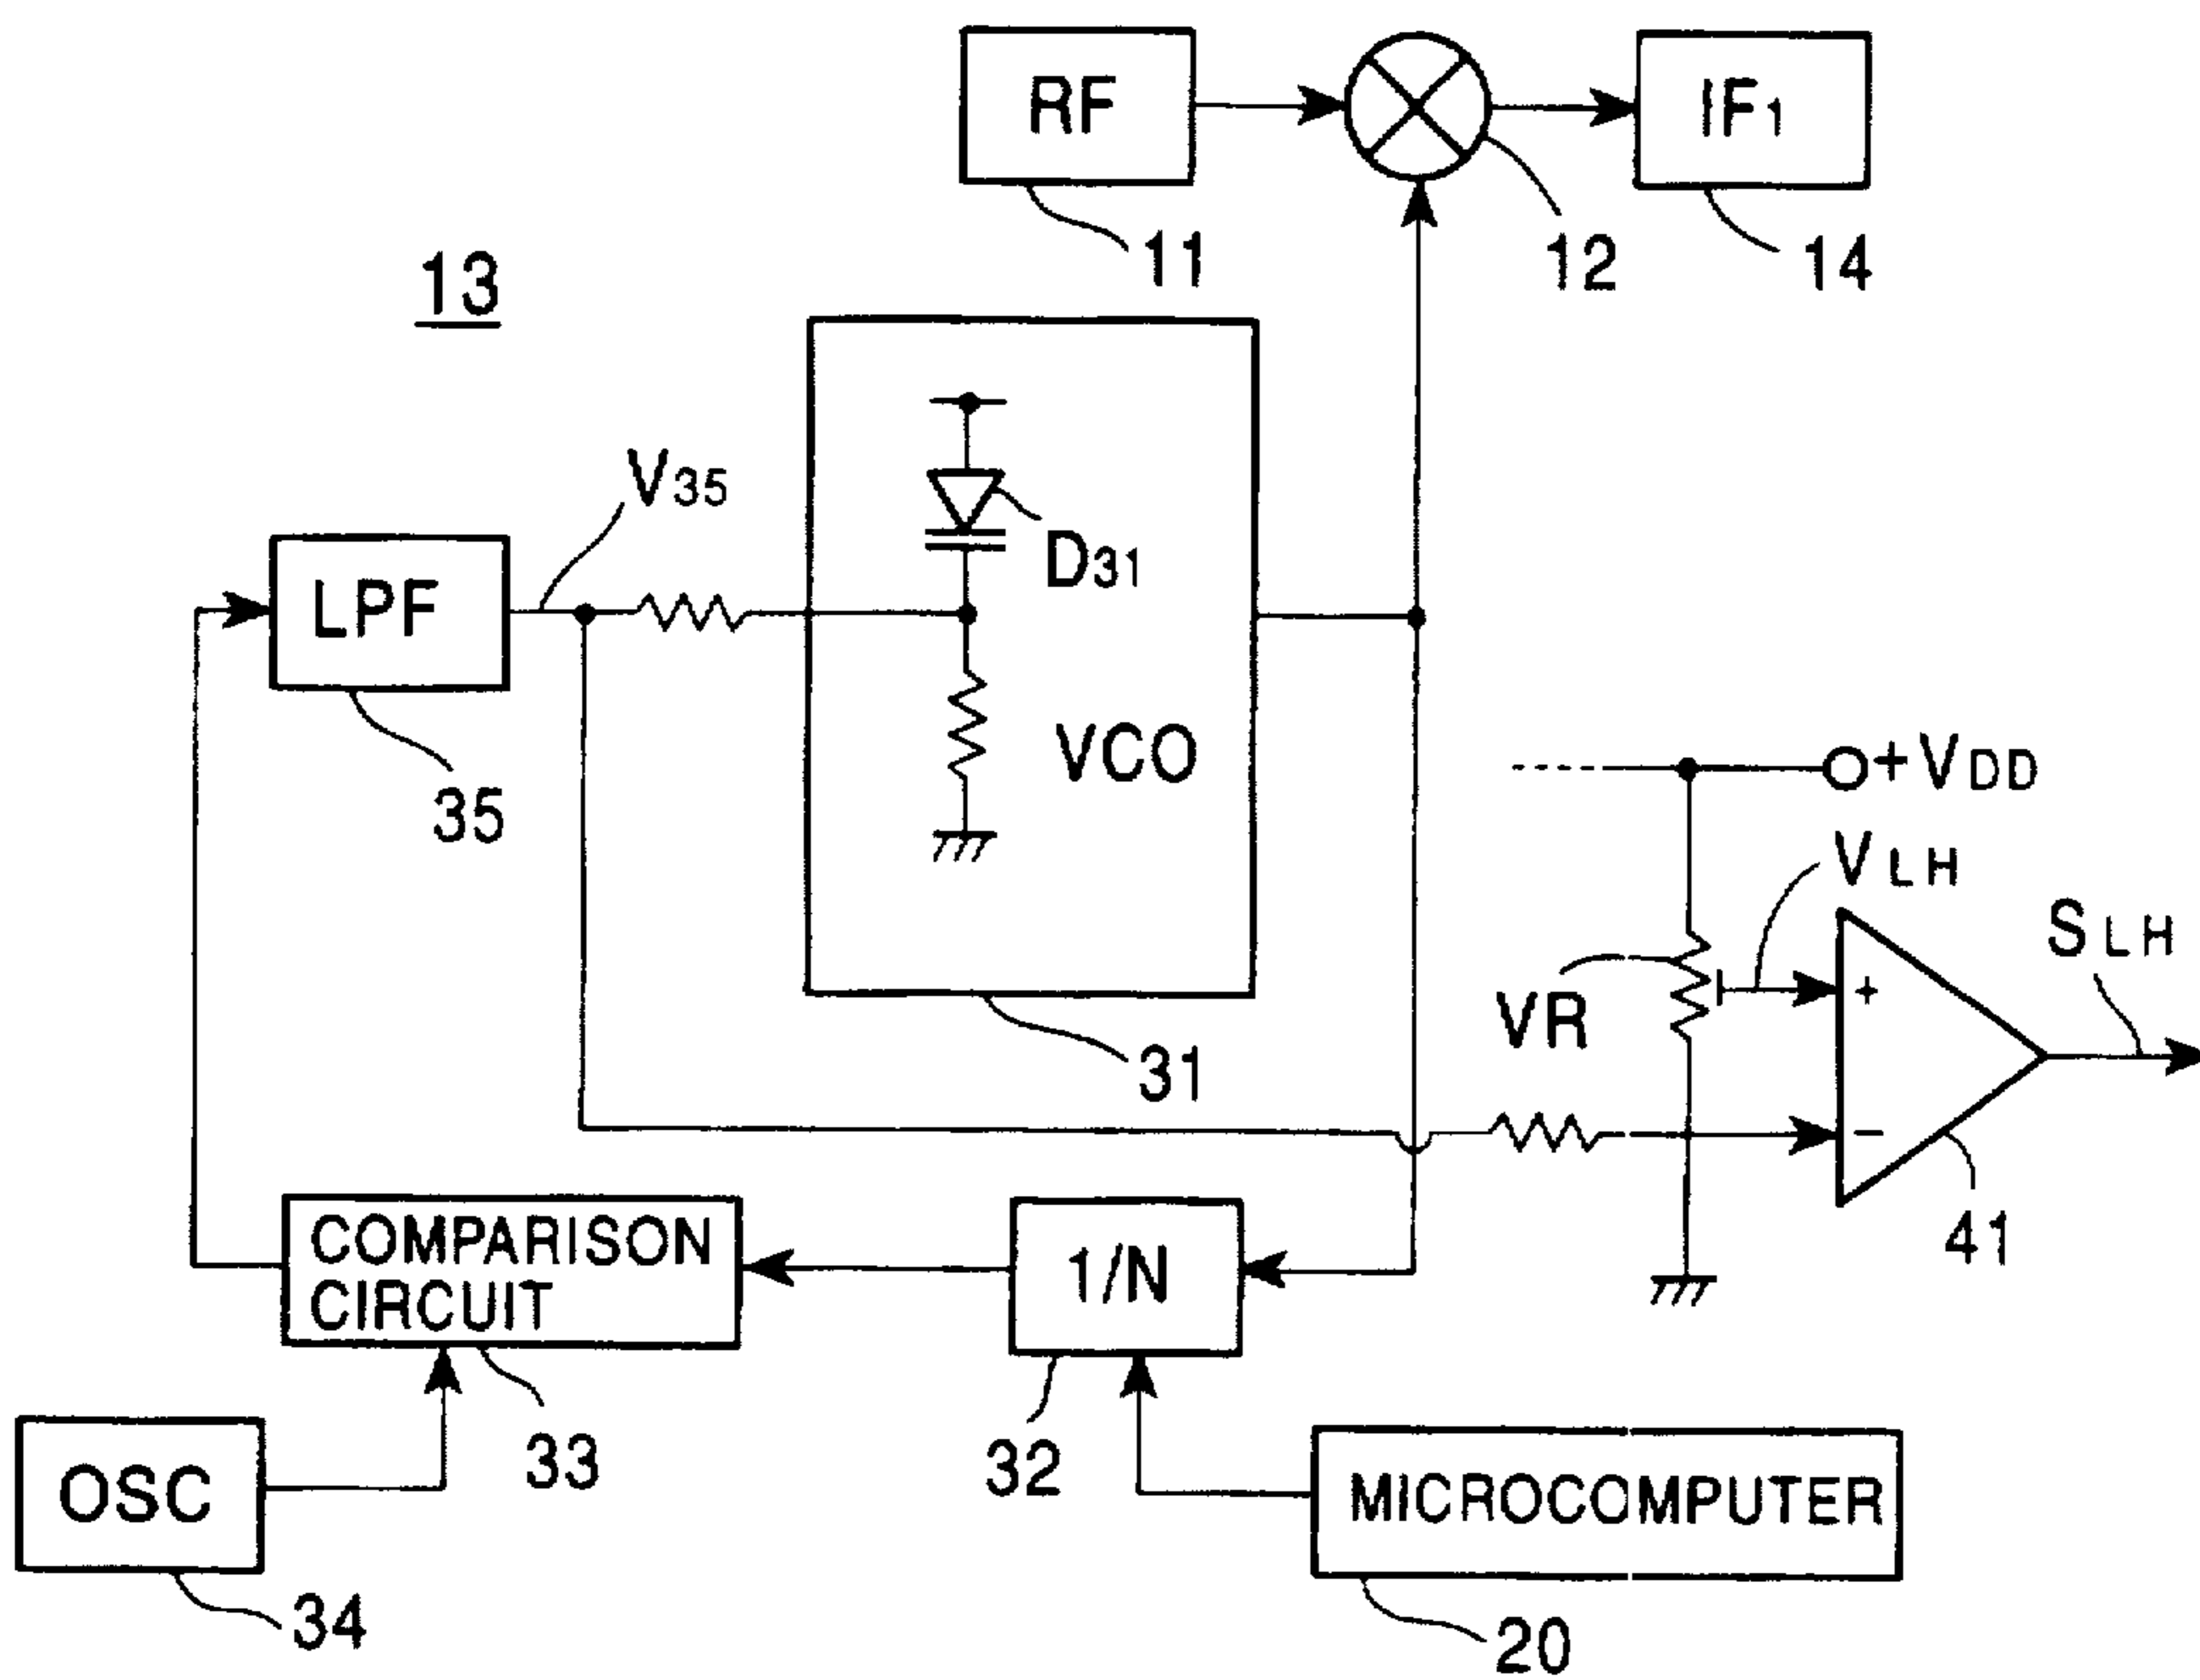 RF
IF1
11
12
14
13
V35
D31
LPF
VCO
35
+VDD
VLH
SLH
VR
+
31
−
41
COMPARISON
CIRCUIT
1/N
33
32
OSC
MICROCOMPUTER
34
20